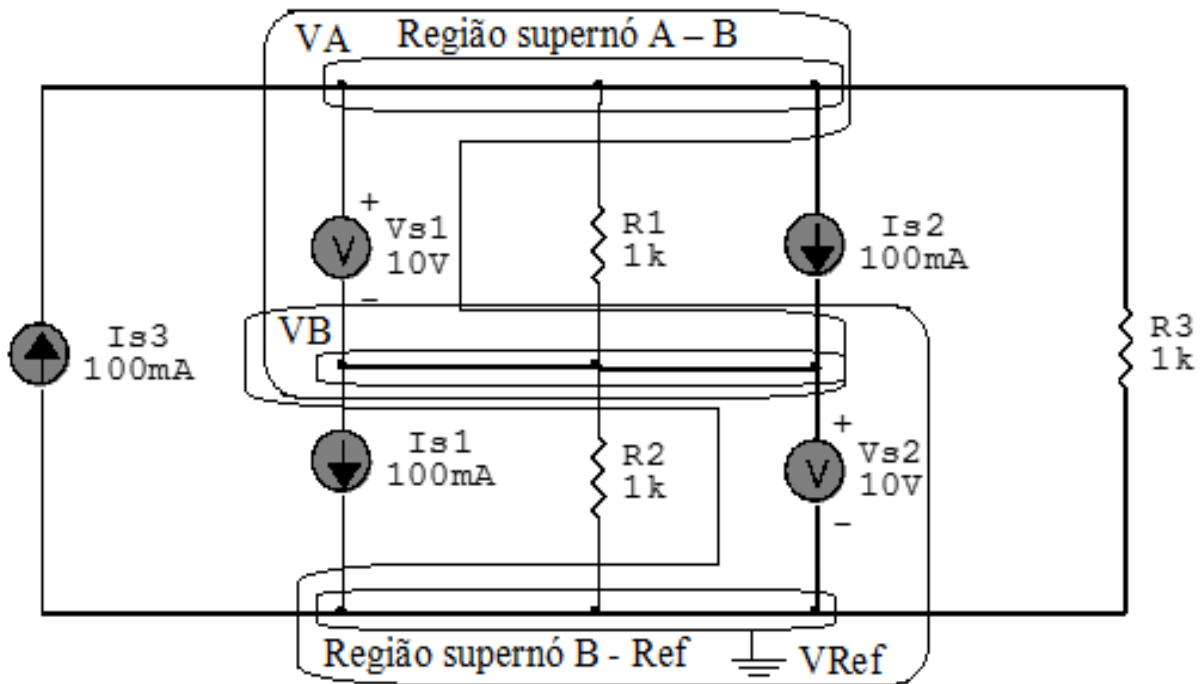 VA
Região supernó A – B
+
Vs1
10V
–
R1
1k
Is2
100mA
VB
Is3
100mA
R3
1k
Is1
100mA
R2
1k
+
Vs2
10V
–
V
V
Região supernó B - Ref
VRef